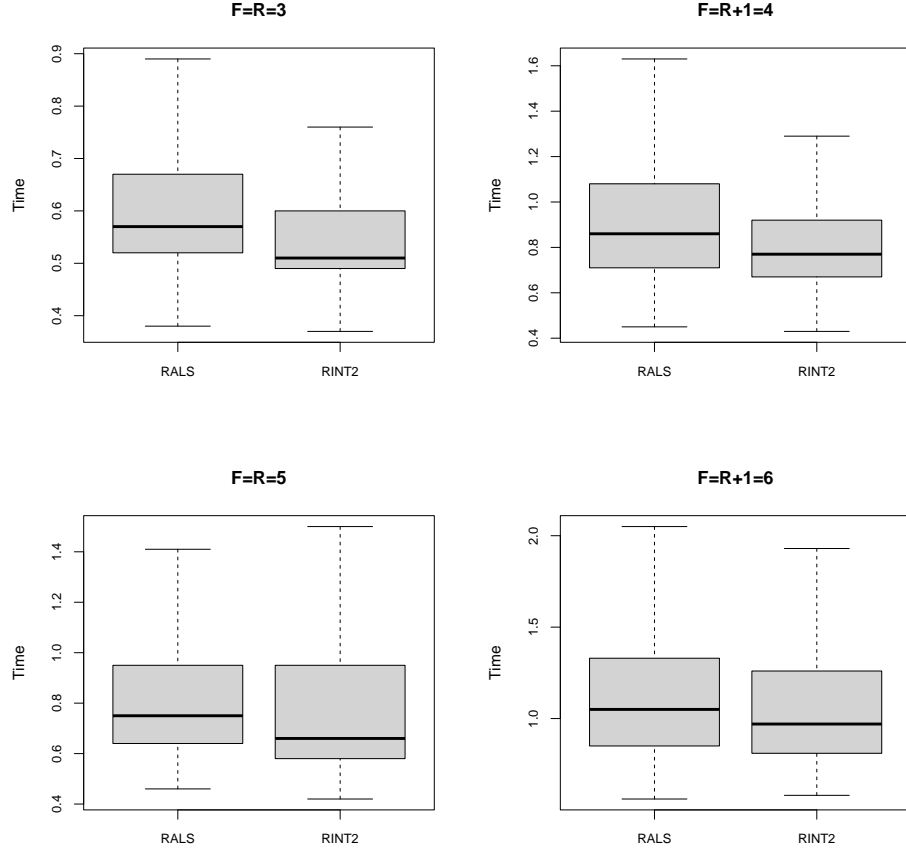 F=R=3
Time
0.9
0.8
0.7
0.6
0.5
0.4
RALS
RINT2
F=R+1=4
Time
1.6
1.4
1.2
1.0
0.8
0.6
0.4
RALS
RINT2
F=R=5
Time
1.4
1.2
1.0
0.8
0.6
0.4
RALS
RINT2
F=R+1=6
Time
2.0
1.5
1.0
RALS
RINT2